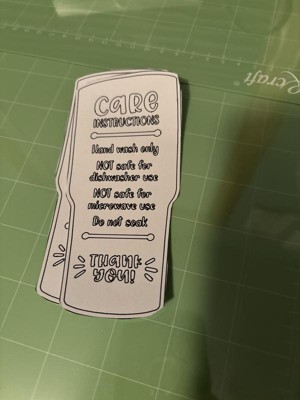 Care
INSTRUCTIONS
Hand wash only
NOT safe for
dishwasher use
NOT safe for
microwave use
Do not soak
THANK
YOU!
craft